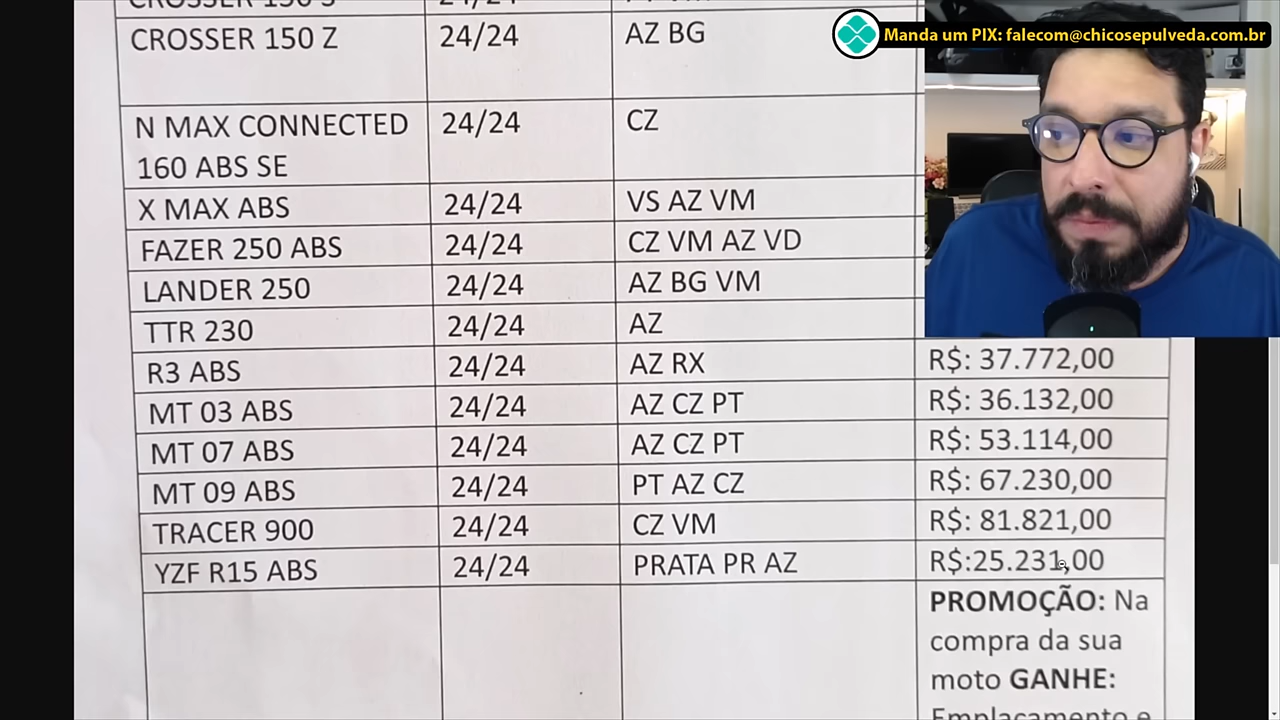 Manda um PIX: falecom@chicosepulveda.com.br
CROSSER 150 S 24/24
CROSSER 150 Z 24/24 AZ BG
N MAX CONNECTED 24/24 CZ
160 ABS SE
X MAX ABS 24/24 VS AZ VM
FAZER 250 ABS 24/24 CZ VM AZ VD
LANDER 250 24/24 AZ BG VM
TTR 230 24/24 AZ
R3 ABS 24/24 AZ RX R$: 37.772,00
MT 03 ABS 24/24 AZ CZ PT R$: 36.132,00
MT 07 ABS 24/24 AZ CZ PT R$: 53.114,00
MT 09 ABS 24/24 PT AZ CZ R$: 67.230,00
TRACER 900 24/24 CZ VM R$: 81.821,00
YZF R15 ABS 24/24 PRATA PR AZ R$:25.231,00
PROMOÇÃO: Na
compra da sua
moto GANHE:
Emplacamento e